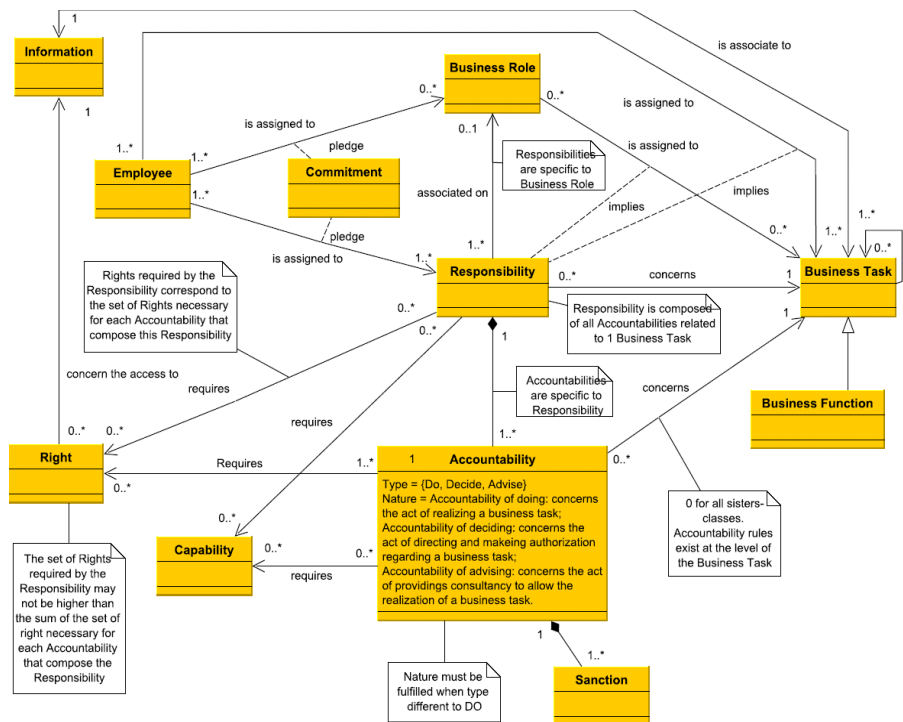 1
1
is associate to
Information
Business Role
0..*
0..*
is assigned to
1
is assigned to
0..1
Responsibilities
are specific to
Business Role
is assigned to
pledge
1..*
1..*
Employee
Commitment
1..*
associated on
implies
implies
pledge
is assigned to
1..*
1..*
0..*
1..*
1..*
0..*
Rights required by the
Responsibility correspond to
the set of Rights necessary
for each Accountability that
compose this Responsibility
Responsibility
0..*
concerns
1
Business Task
0..*
0..*
1
Responsibility is composed
of all Accountabilities related
to 1 Business Task
1
concern the access to
requires
Accountabilities
are specific to
Responsibility
concerns
Business Function
requires
0..*
0..*
1..*
Right
Requires
1..*
0..*
1
Accountability
0..*
Type = {Do, Decide, Advise}
Nature = Accountability of doing: concerns
the act of realizing a business task;
Accountability of deciding: concerns the
act of directing and makeing authorization
regarding a business task;
Accountability of advising: concerns the act
of providings consultancy to allow the
realization of a business task.
0 for all sisters-
classes.
Accountability rules
exist at the level of
the Business Task
0..*
Capability
0..*
0..*
requires
The set of Rights
required by the
Responsibility may
not be higher than
the sum of the set of
right necessary for
each Accountability
that compose the
Responsibility
1
1..*
Nature must be
fulfilled when type
different to DO
Sanction